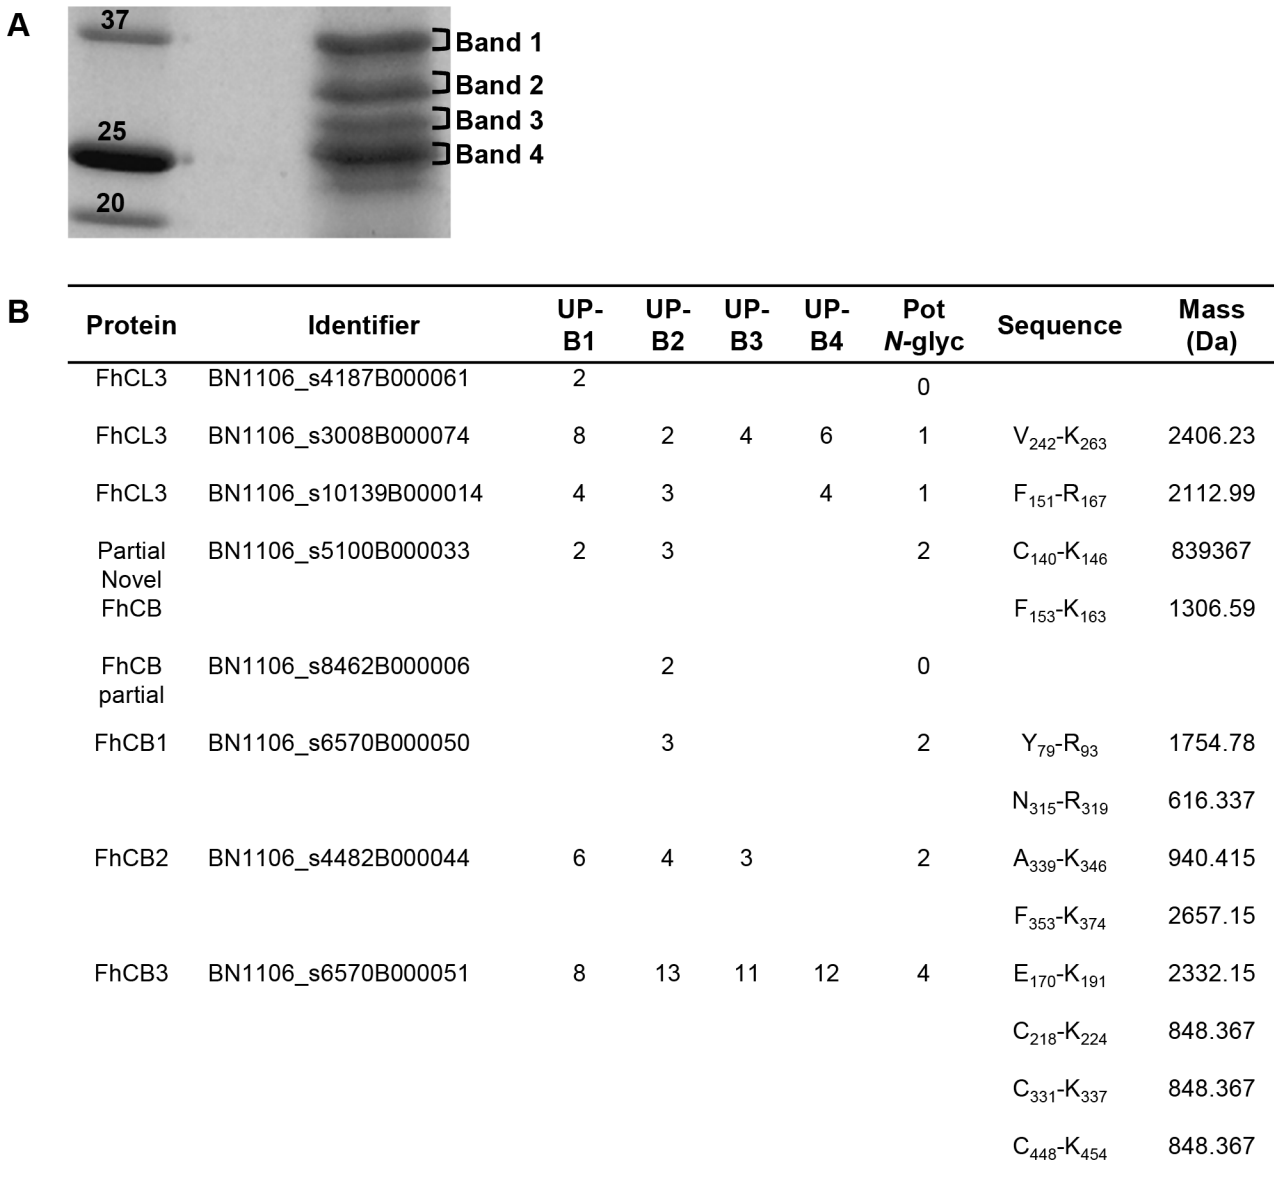 A
37
Band 1
Band 2
Band 3
25
Band 4
20
B
Protein Identifier UP-B1 UP-B2 UP-B3 UP-B4 Pot N-glyc Sequence Mass (Da)
FhCL3 BN1106_s4187B000061 2 0
FhCL3 BN1106_s3008B000074 8 2 4 6 1 V242-K263 2406.23
FhCL3 BN1106_s10139B000014 4 3 4 1 F151-R167 2112.99
Partial BN1106_s5100B000033 2 3 2 C140-K146 839367
Novel
FhCB F153-K163 1306.59
FhCB BN1106_s8462B000006 2 0
partial
FhCB1 BN1106_s6570B000050 3 2 Y79-R93 1754.78
N315-R319 616.337
FhCB2 BN1106_s4482B000044 6 4 3 2 A339-K346 940.415
F353-K374 2657.15
FhCB3 BN1106_s6570B000051 8 13 11 12 4 E170-K191 2332.15
C218-K224 848.367
C331-K337 848.367
C448-K454 848.367